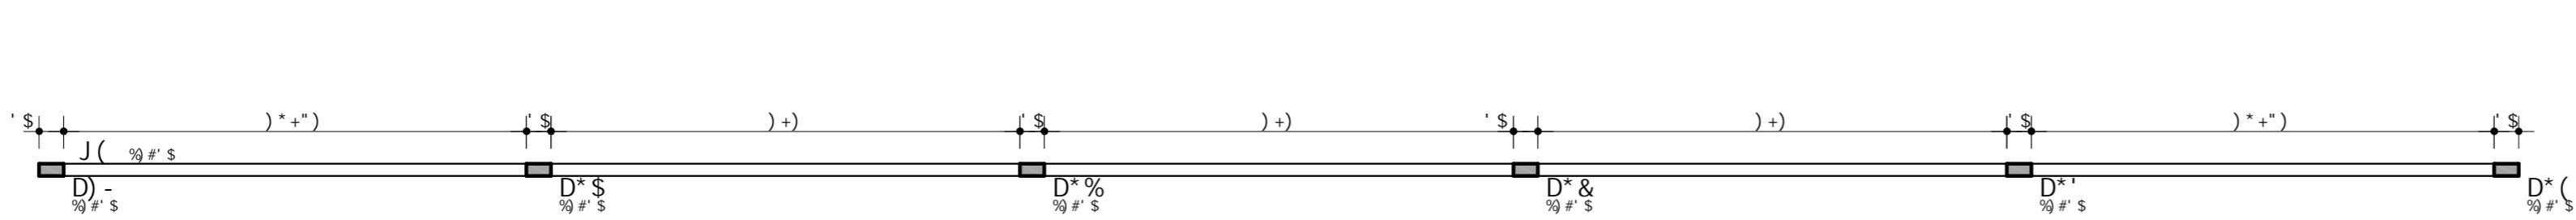 ' $ ) * +" ) ' $ ) +) ' $ ) +) ' $ ) +) ' $ ) * +" ) ' $
J ( %) #' $
D) - D* $ D* % D* & D* ' D* (
%) #' $ %) #' $ %) #' $ %) #' $ %) #' $ %) #' $